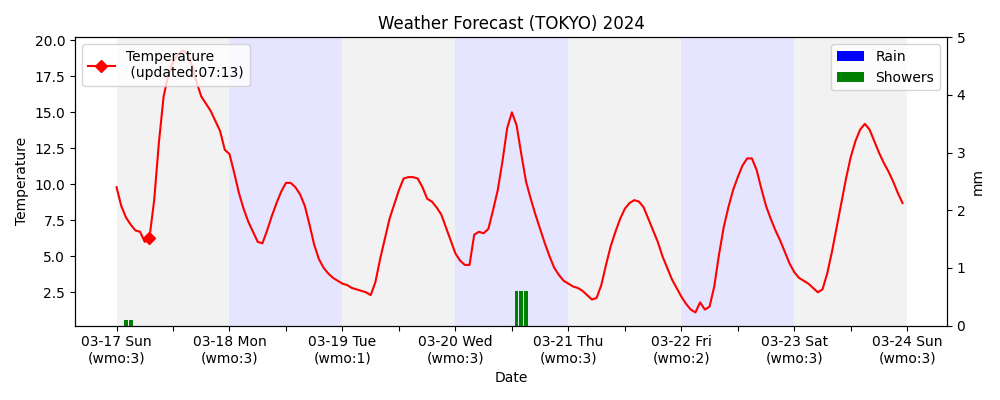 Weather Forecast (TOKYO) 2024
Temperature
(updated:07:13)
Rain
Showers
20.0
17.5
15.0
12.5
10.0
7.5
5.0
2.5
Temperature
5
4
3
2
1
0
mm
03-17 Sun
(wmo:3)
03-18 Mon
(wmo:3)
03-19 Tue
(wmo:1)
03-20 Wed
(wmo:3)
03-21 Thu
(wmo:3)
03-22 Fri
(wmo:2)
03-23 Sat
(wmo:3)
03-24 Sun
(wmo:3)
Date